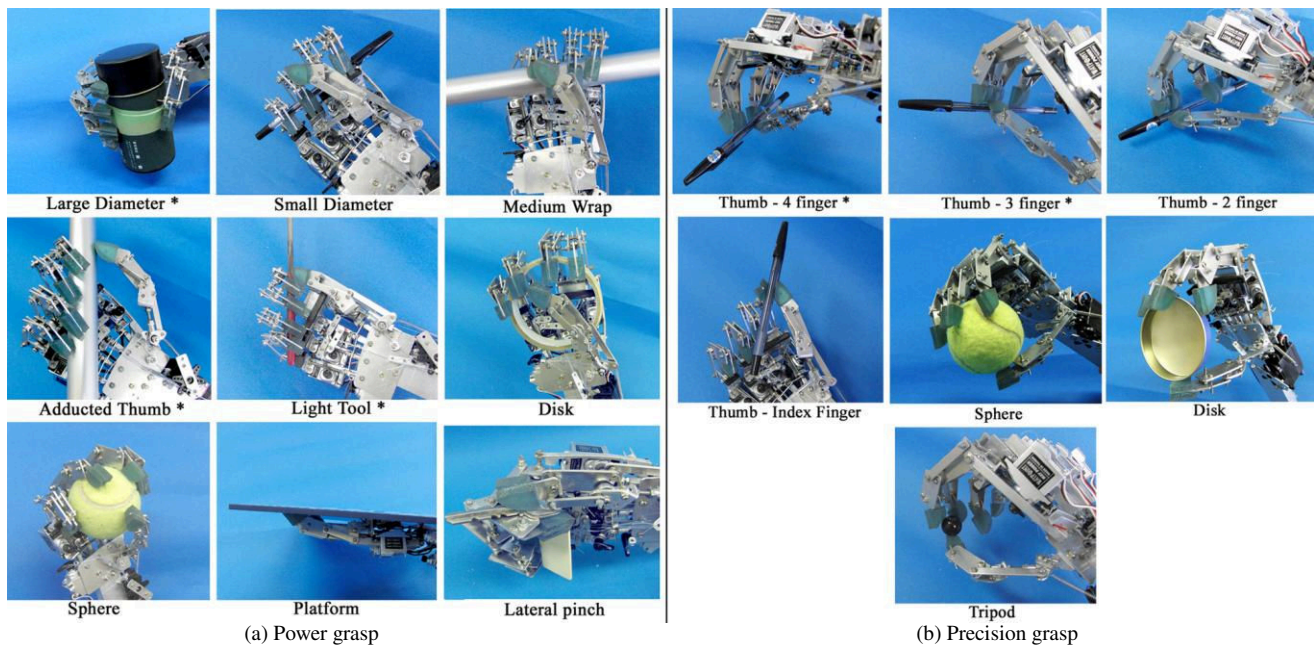 Large Diameter *
Small Diameter
Medium Wrap
Adducted Thumb *
Light Tool *
Disk
Sphere
Platform
Lateral pinch
(a) Power grasp
Thumb - 4 finger *
Thumb - 3 finger *
Thumb - 2 finger
Thumb - Index Finger
Sphere
Disk
Tripod
(b) Precision grasp